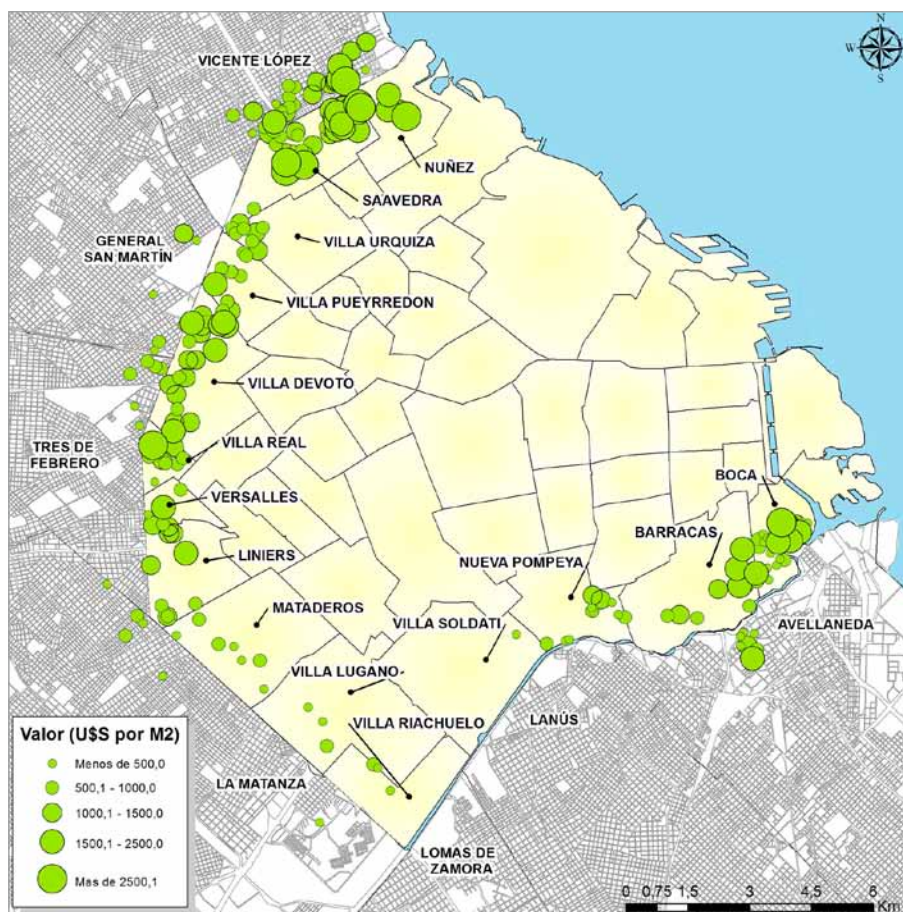 N
W
E
S
VICENTE LÓPEZ
NUÑEZ
SAAVEDRA
VILLA URQUIZA
GENERAL
SAN MARTÍN
VILLA PUEYRREDON
VILLA DEVOTO
TRES DE
FEBRERO
VILLA REAL
VERSALLES
BOCA
BARRACAS
LINIERS
NUEVA POMPEYA
MATADEROS
VILLA SOLDATI
AVELLANEDA
VILLA LUGANO
VILLA RIACHUELO
LANÚS
LA MATANZA
LOMAS DE
ZAMORA
Valor (U$S por M2)
Menos de 500,0
500,1 - 1000,0
1000,1 - 1500,0
1500,1 - 2500,0
Mas de 2500,1
0 0,75 1,5 3 4,5 6
Km